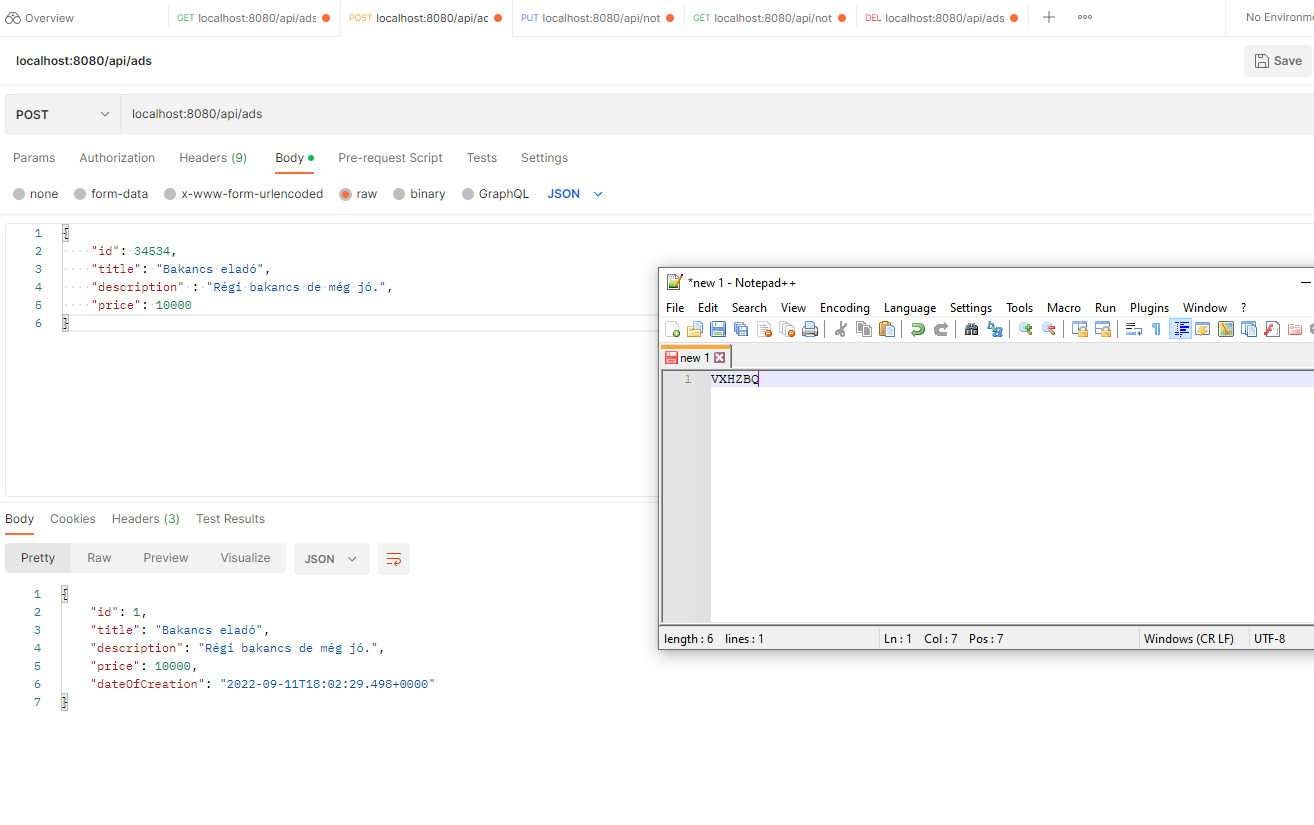 Overview GET localhost:8080/api/ads POST localhost:8080/api/ac PUT localhost:8080/api/not GET localhost:8080/api/not DEL localhost:8080/api/ads No Environm
localhost:8080/api/ads Save
POST localhost:8080/api/ads
Params Authorization Headers (9) Body Pre-request Script Tests Settings
none form-data x-www-form-urlencoded raw binary GraphQL JSON
1 {
2 "id": 34534,
3 "title": "Bakancs eladó",
4 "description" : "Régi bakancs de még jó.",
5 "price": 10000
6 }
*new 1 - Notepad++
File Edit Search View Encoding Language Settings Tools Macro Run Plugins Window ?
new 1
1 VXHZBQ
length : 6 lines : 1 Ln : 1 Col : 7 Pos : 7 Windows (CR LF) UTF-8
Body Cookies Headers (3) Test Results
Pretty Raw Preview Visualize JSON
1 {
2 "id": 1,
3 "title": "Bakancs eladó",
4 "description": "Régi bakancs de még jó.",
5 "price": 10000,
6 "dateOfCreation": "2022-09-11T18:02:29.498+0000"
7 }